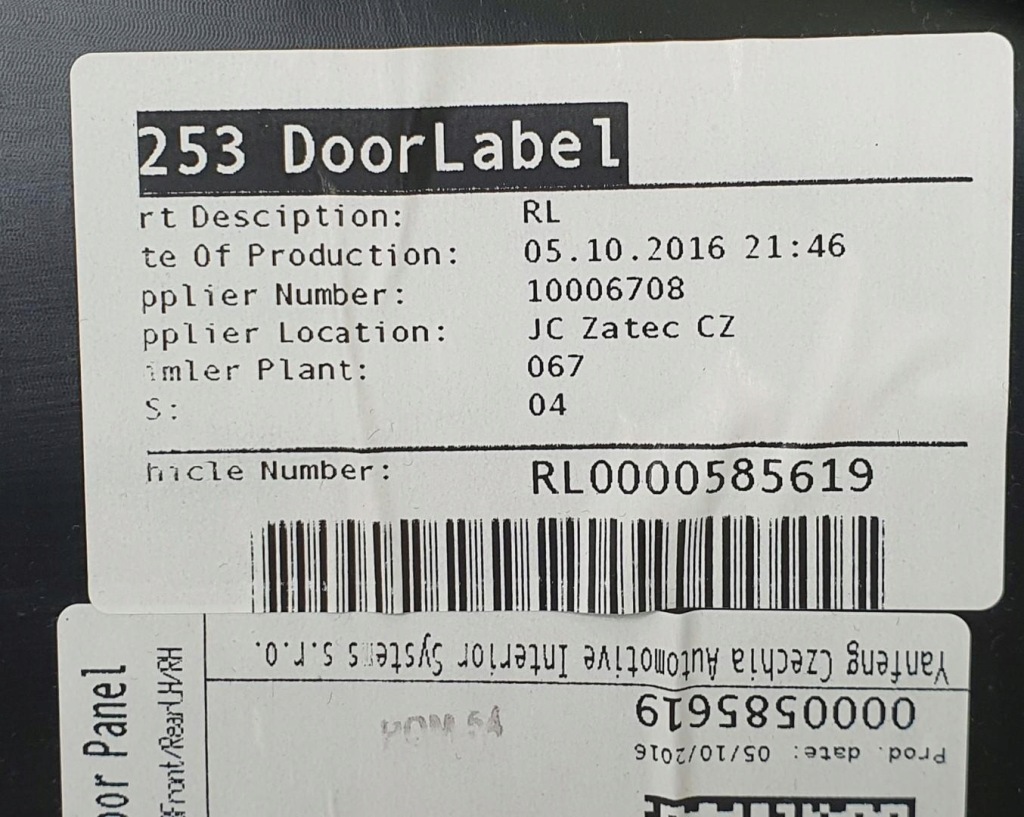 253 DoorLabel
rt Desciption: RL
te Of Production: 05.10.2016 21:46
pplier Number: 10006708
pplier Location: JC Zatec CZ
imler Plant: 067
S: 04
hicle Number: RL0000585619
Yanfeng Czechia Automotive Interior Systems s.r.o.
0000585619
Prod. date: 05/10/2016
oor Panel
Front/RearLH/RH